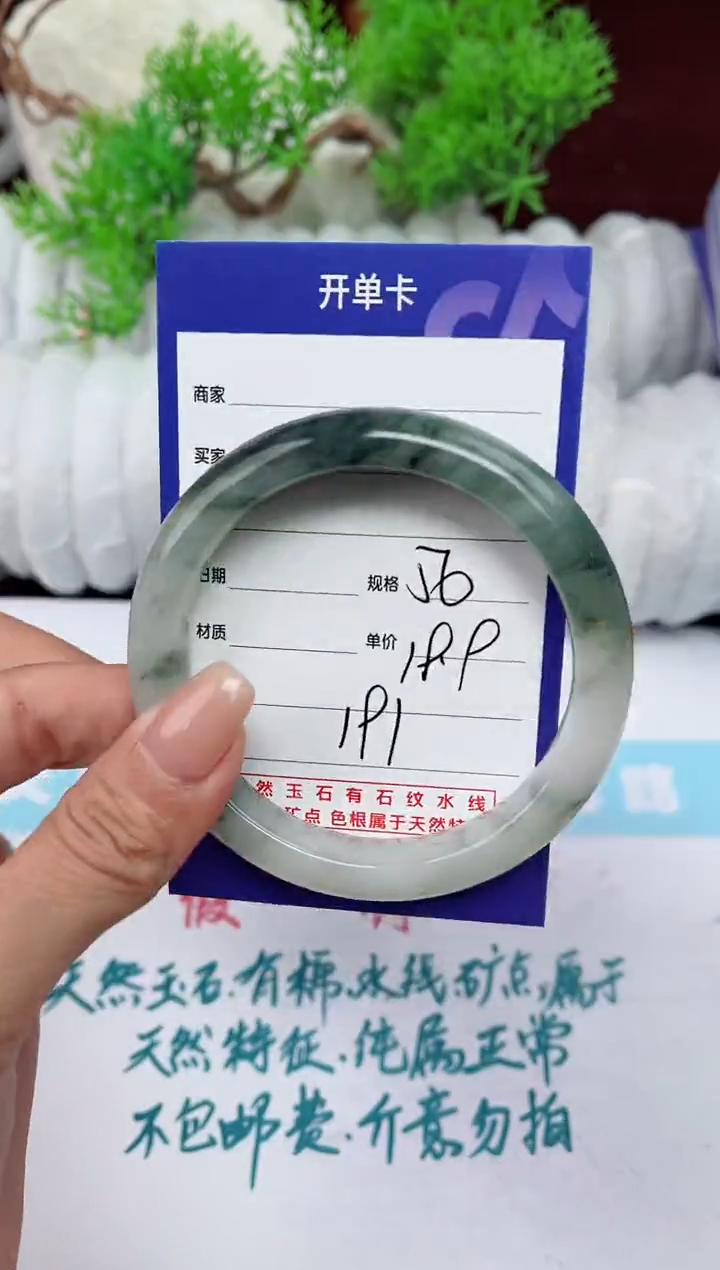 开单卡
商家
买家
日期 规格 56
材质 单价 199
191
然玉石有石纹水线
矿点 色根属于天然特
假
天然玉石.有棉.水线.矿点,属于
天然特征.纯属正常
不包邮费.介意勿拍